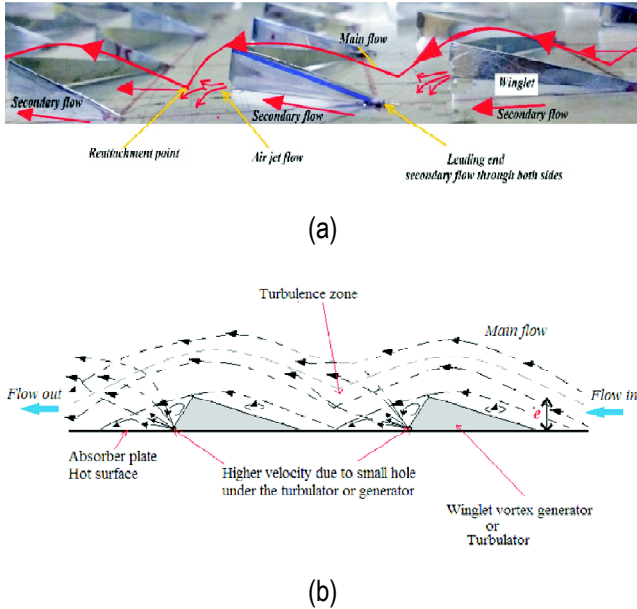 Main flow
Winglet
Secondary flow
Secondary flow
Secondary flow
Reattachment point
Air jet flow
Leading end
secondary flow through both sides
(a)
Turbulence zone
Main flow
Flow out
Flow in
e
Absorber plate
Hot surface
Higher velocity due to small hole
under the turbulator or generator
Winglet vortex generator
or
Turbulator
(b)